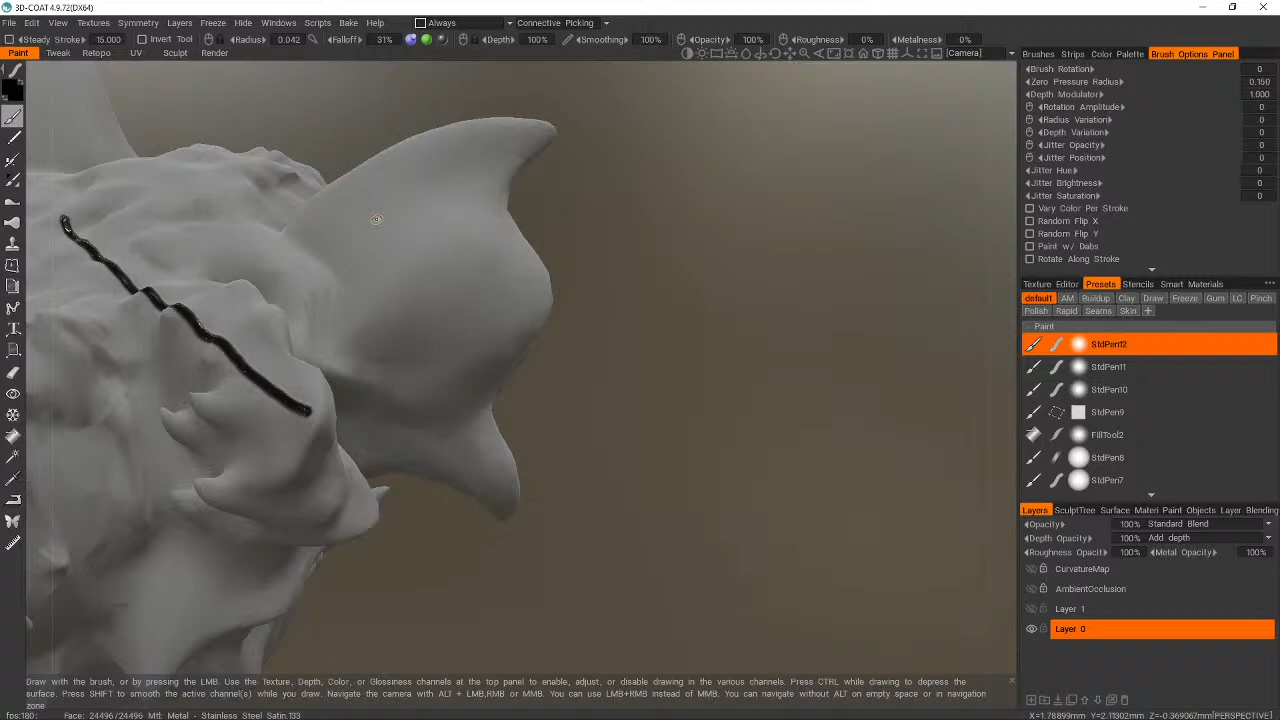 3D-COAT 4.9.72(DX64)
File Edit View Textures Symmetry Layers Freeze Hide Windows Scripts Bake Help Always Connective Picking
Steady Stroke 15.000 Invert Tool Radius 0.042 Falloff 31% Depth 100% Smoothing 100% Opacity 100% Roughness 0% Metalness 0%
Paint Tweak Retopo UV Sculpt Render [Camera] Brushes Strips Color Palette Brush Options Panel
Brush Rotation 0
Zero Pressure Radius 0.150
Depth Modulator 1.000
Rotation Amplitude 0
Radius Variation 0
Depth Variation 0
Jitter Opacity 0
Jitter Position 0
Jitter Hue 0
Jitter Brightness 0
Jitter Saturation 0
Vary Color Per Stroke
Random Flip X
Random Flip Y
Paint w/ Dabs
Rotate Along Stroke
Texture Editor Presets Stencils Smart Materials
default AM Buildup Clay Draw Freeze Gum LC Pinch
Polish Rapid Seams Skin +
Paint
StdPen12
StdPen11
StdPen10
StdPen9
FillTool2
StdPen8
StdPen7
Layers SculptTree Surface Materi Paint Objects Layer Blending
Opacity 100% Standard Blend
Depth Opacity 100% Add depth
Roughness Opacit 100% Metal Opacity 100%
CurvatureMap
AmbientOcclusion
Layer 1
Layer 0
Draw with the brush, or by pressing the LMB. Use the Texture, Depth, Color, or Glossiness channels at the top panel to enable, adjust, or disable drawing in the various channels. Press CTRL while drawing to depress the
surface. Press SHIFT to smooth the active channel(s) while you draw. Navigate the camera with ALT + LMB,RMB or MMB. You can use LMB+RMB instead of MMB. You can navigate without ALT on empty space or in navigation
zone
fps:180 Face: 24496/24496 Mtl: Metal - Stainless Steel Satin.133 X=1.78899m Y=2.11302m Z=-0.369067m [PERSPECTIVE]